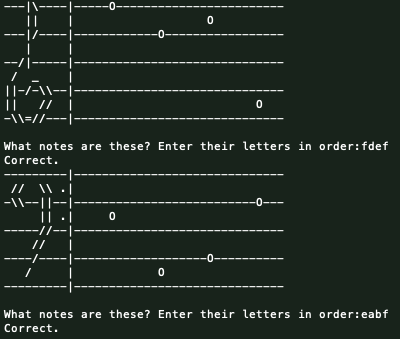 ---|\----|-----O------------------------
   ||    |                   O
---|/----|------------O-----------------
   |     |
--/|-----|------------------------------
 /  _    |
||-/-\\--|------------------------------
||   //  |                          O
-\\=//---|------------------------------
What notes are these? Enter their letters in order:fdef
Correct.
---------|------------------------------
 //  \\ .|
-\\--||--|--------------------------O---
     || .|     O
-----//--|------------------------------
    //   |
----/----|-------------------O----------
   /     |            O
---------|------------------------------
What notes are these? Enter their letters in order:eabf
Correct.